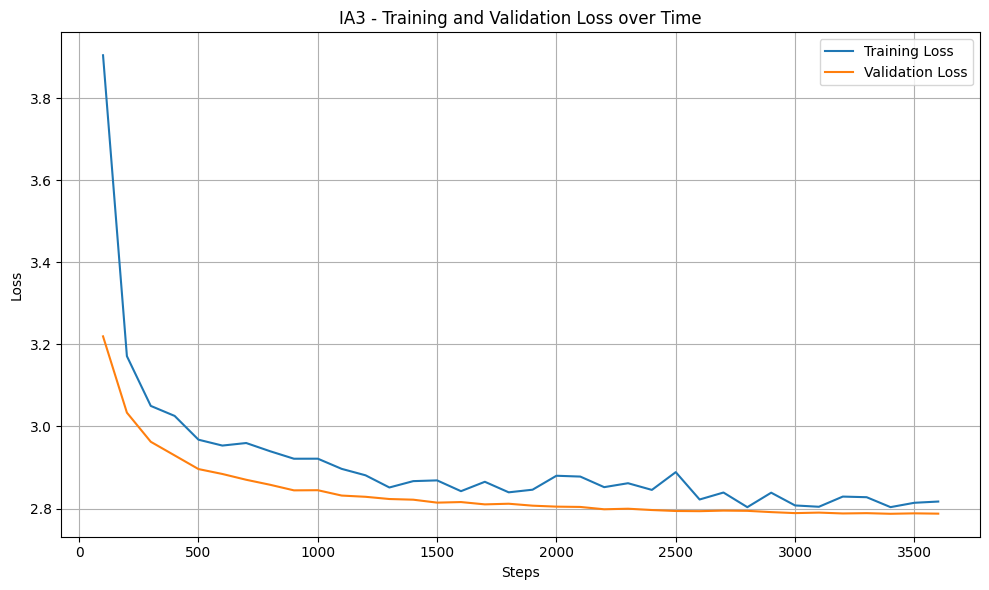 IA3 - Training and Validation Loss over Time
Training Loss
Validation Loss
Loss
3.8
3.6
3.4
3.2
3.0
2.8
0 500 1000 1500 2000 2500 3000 3500
Steps